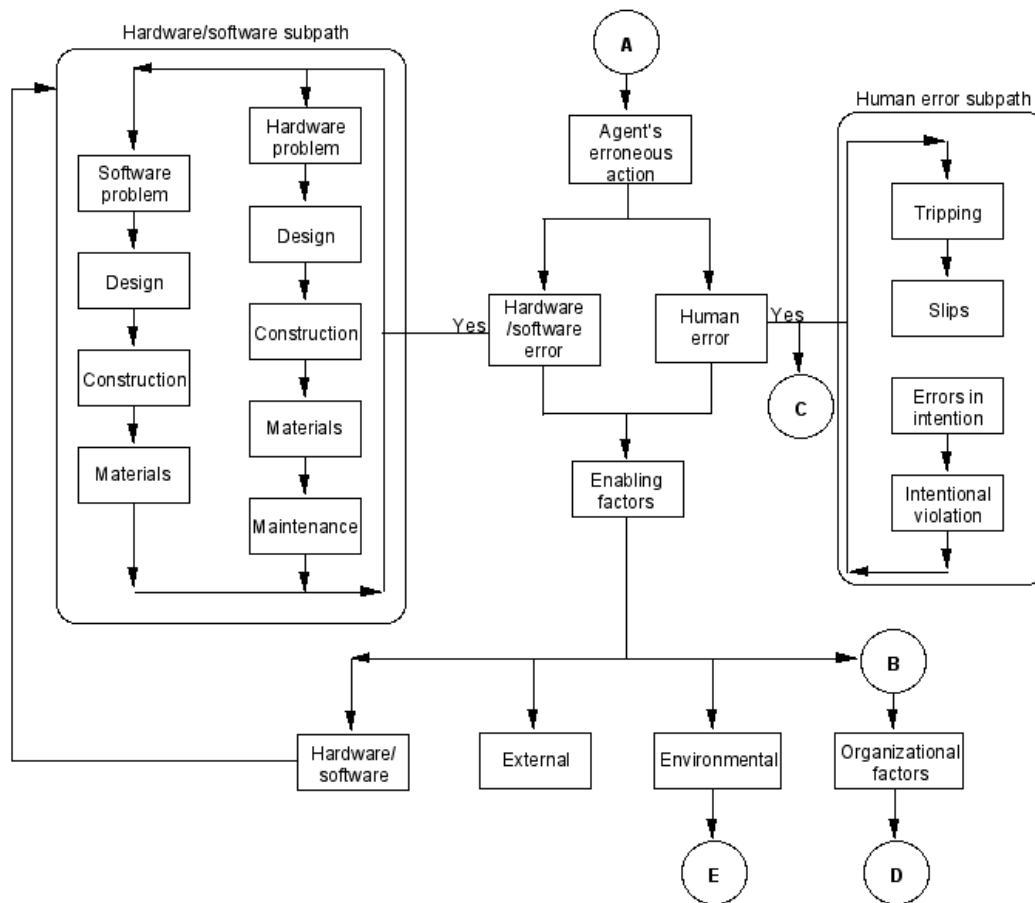 Hardware/software subpath
A
Human error subpath
Hardware
problem
Agent's
erroneous
action
Software
problem
Tripping
Design
Design
Hardware
/software
error
Yes
Human
error
Yes
Slips
Construction
Construction
C
Errors in
intention
Materials
Materials
Enabling
factors
Intentional
violation
Maintenance
B
Hardware/
software
External
Environmental
Organizational
factors
E
D